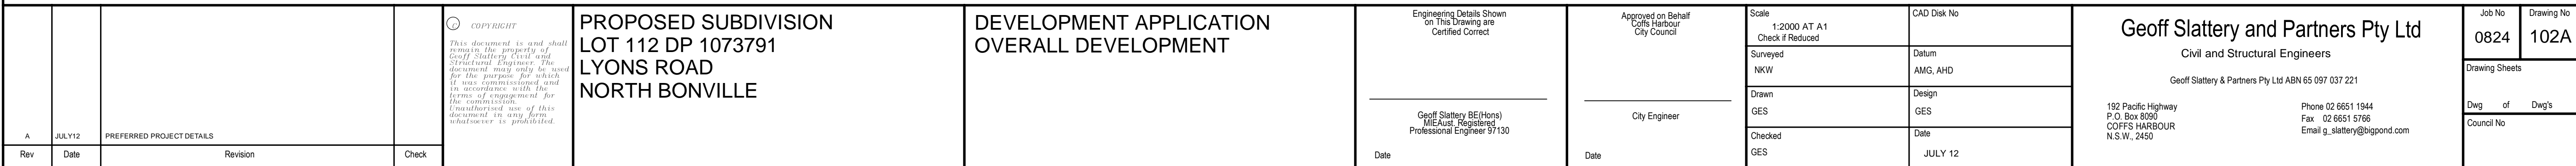 A JULY12 PREFERRED PROJECT DETAILS
Rev Date Revision Check
C COPYRIGHT
This document is and shall
remain the property of
Geoff Slattery Civil and
Structural Engineer. The
document may only be used
for the purpose for which
it was commissioned and
in accordance with the
terms of engagement for
the commission.
Unauthorised use of this
document in any form
whatsoever is prohibited.
PROPOSED SUBDIVISION
LOT 112 DP 1073791
LYONS ROAD
NORTH BONVILLE
DEVELOPMENT APPLICATION
OVERALL DEVELOPMENT
Engineering Details Shown
on This Drawing are
Certified Correct
Geoff Slattery BE(Hons)
MIEAust. Registered
Professional Engineer 97130
Date
Approved on Behalf
Coffs Harbour
City Council
City Engineer
Date
Scale
1:2000 AT A1
Check if Reduced
CAD Disk No
Surveyed
NKW
Datum
AMG, AHD
Drawn
GES
Design
GES
Checked
GES
Date
JULY 12
Geoff Slattery and Partners Pty Ltd
Civil and Structural Engineers
Geoff Slattery & Partners Pty Ltd ABN 65 097 037 221
192 Pacific Highway
P.O. Box 8090
COFFS HARBOUR
N.S.W., 2450
Phone 02 6651 1944
Fax 02 6651 5766
Email g_slattery@bigpond.com
Job No
0824
Drawing No
102A
Drawing Sheets
Dwg of Dwg's
Council No